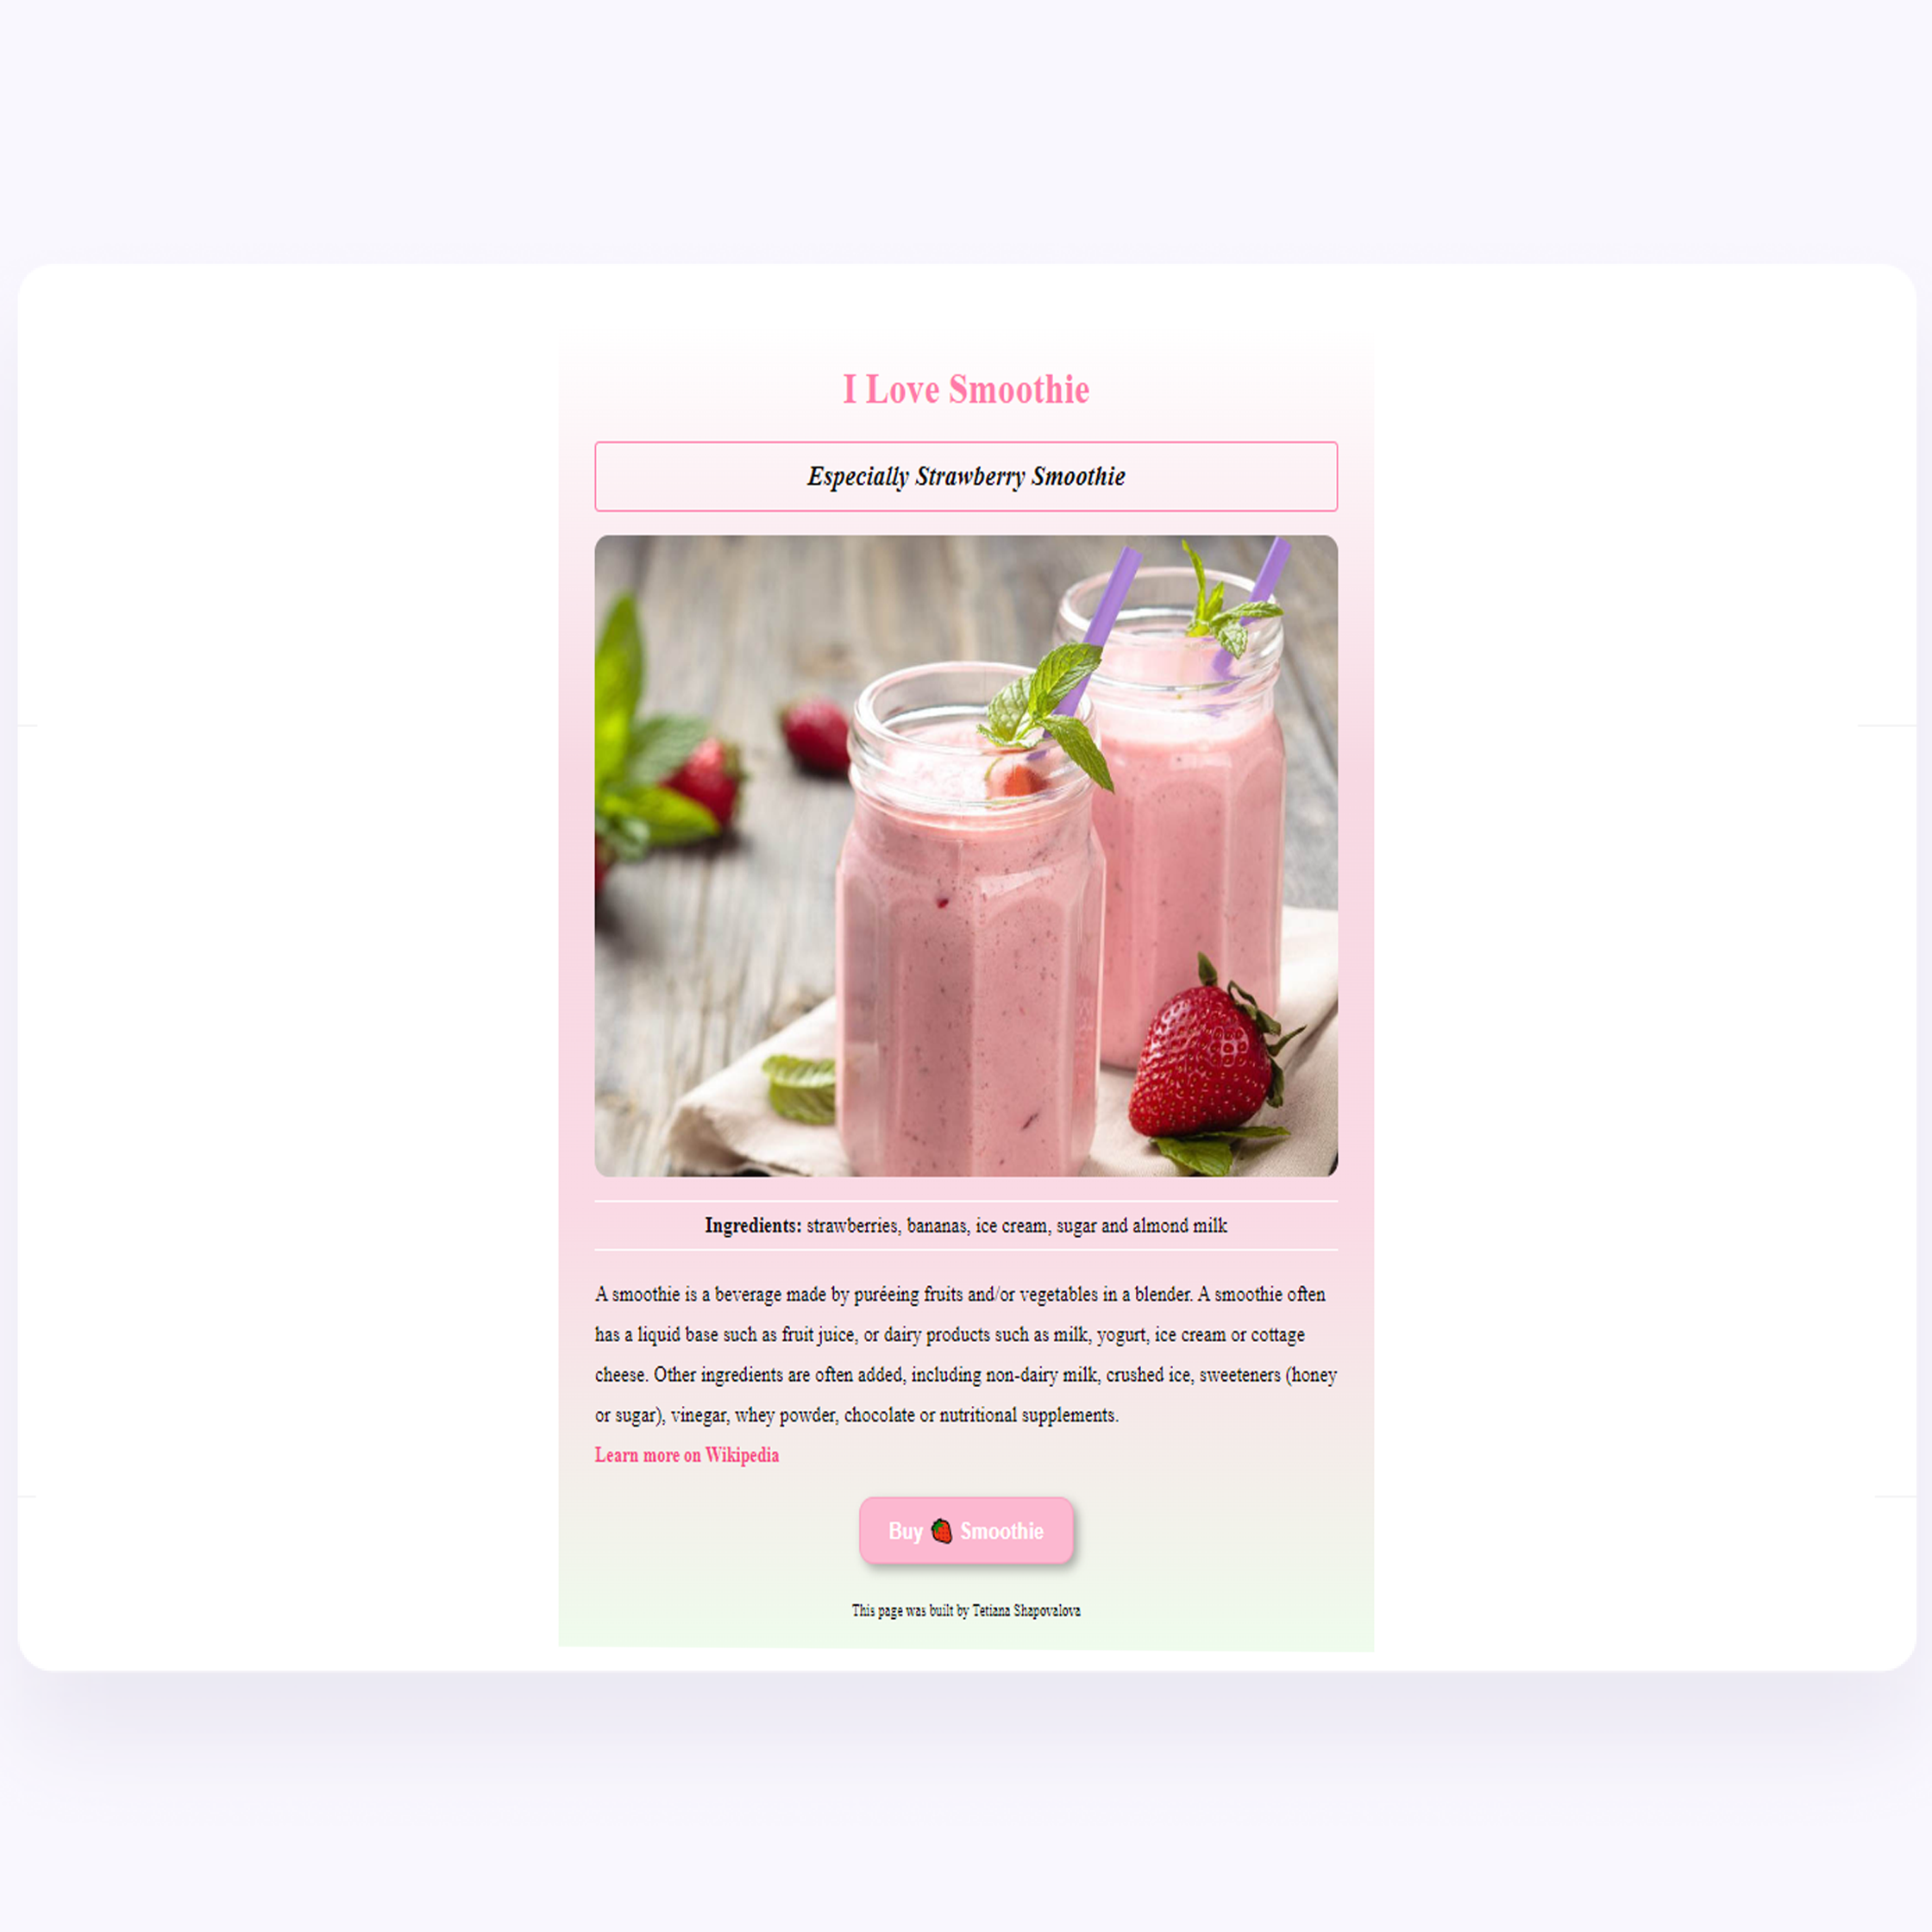 I Love Smoothie
Especially Strawberry Smoothie
Ingredients: strawberries, bananas, ice cream, sugar and almond milk
A smoothie is a beverage made by puréeing fruits and/or vegetables in a blender. A smoothie often
has a liquid base such as fruit juice, or dairy products such as milk, yogurt, ice cream or cottage
cheese. Other ingredients are often added, including non-dairy milk, crushed ice, sweeteners (honey
or sugar), vinegar, whey powder, chocolate or nutritional supplements.
Learn more on Wikipedia
Buy 🍓 Smoothie
This page was built by Tetiana Shapovalova